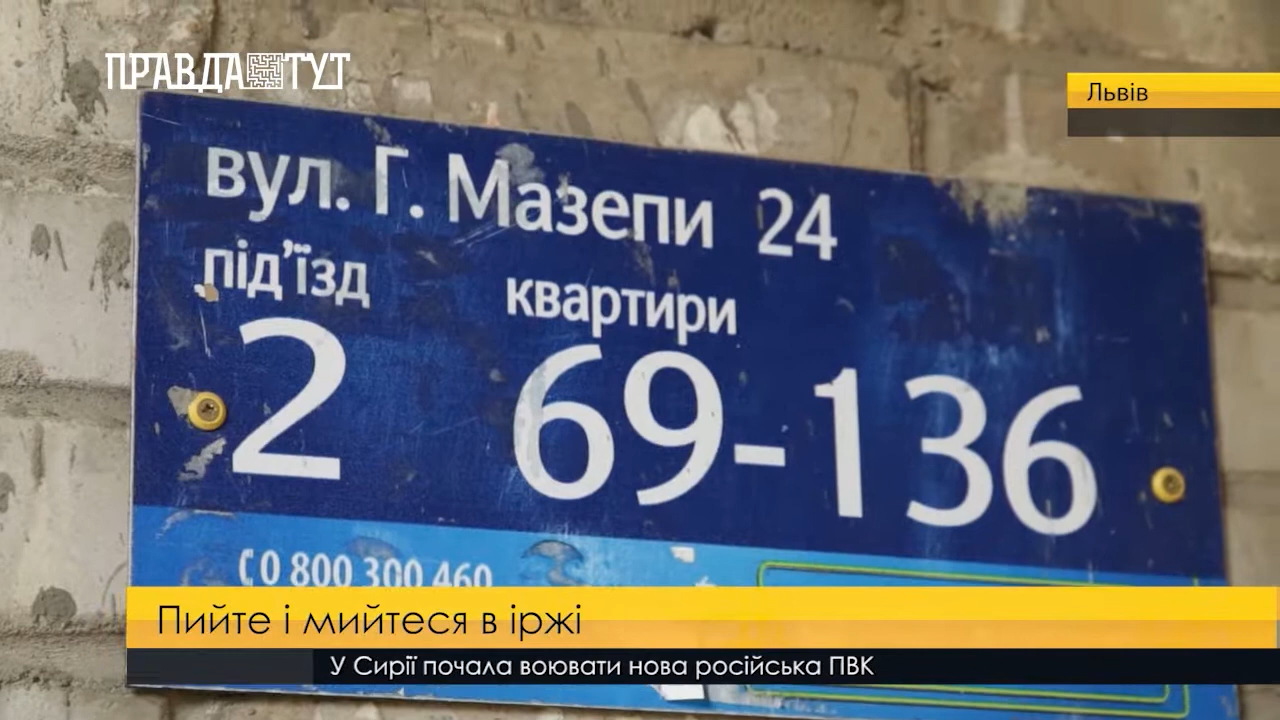 ПРАВДА ТУТ
Львів
вул. Г. Мазепи 24
під’їзд
квартири
2 69-136
0 800 300 460
Пийте і мийтеся в іржі
У Сирії почала воювати нова російська ПВК